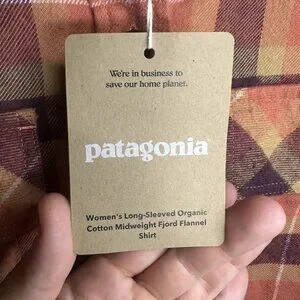 We're in business to
save our home planet.
patagonia
Women's Long-Sleeved Organic
Cotton Midweight Fjord Flannel
Shirt